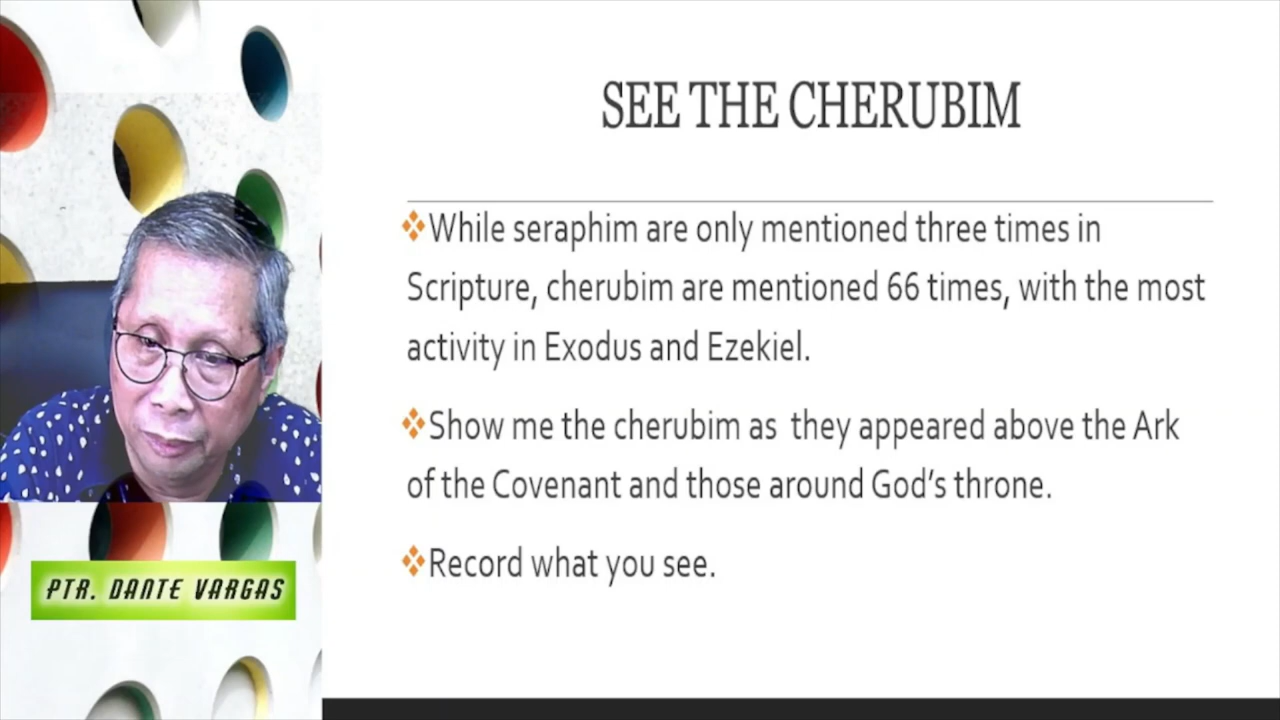 SEE THE CHERUBIM
❖While seraphim are only mentioned three times in
Scripture, cherubim are mentioned 66 times, with the most
activity in Exodus and Ezekiel.
❖Show me the cherubim as they appeared above the Ark
of the Covenant and those around God's throne.
❖Record what you see.
PTR. DANTE VARGAS